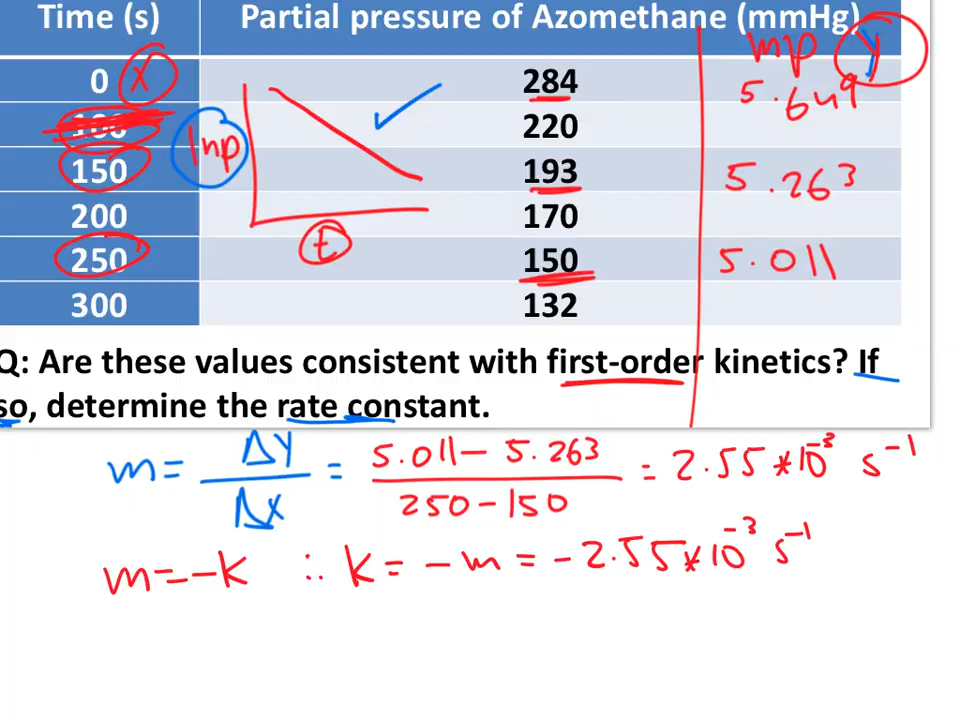 Time (s) Partial pressure of Azomethane (mmHg) lnp y
0 x 284 5.649
100 220
150 lnp 193 5.263
200 170
t
250 150 5.011
300 132
Q: Are these values consistent with first-order kinetics? If
so, determine the rate constant.
m = Δy/Δx = 5.011 - 5.263/250 - 150 = 2.55*10⁻³ s⁻¹
m = -k ∴ k = -m = -2.55*10⁻³ s⁻¹